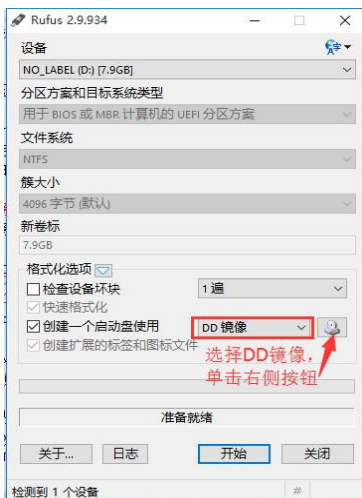 Rufus 2.9.934
设备
NO_LABEL (D:) [7.9GB]
分区方案和目标系统类型
用于 BIOS 或 MBR 计算机的 UEFI 分区方案
文件系统
NTFS
簇大小
4096 字节 (默认)
新卷标
7.9GB
格式化选项
检查设备坏块
1 遍
快速格式化
创建一个启动盘使用
DD 镜像
创建扩展的标签和图标文件
选择DD镜像，
单击右侧按钮
准备就绪
关于...
日志
开始
关闭
检测到 1 个设备
#